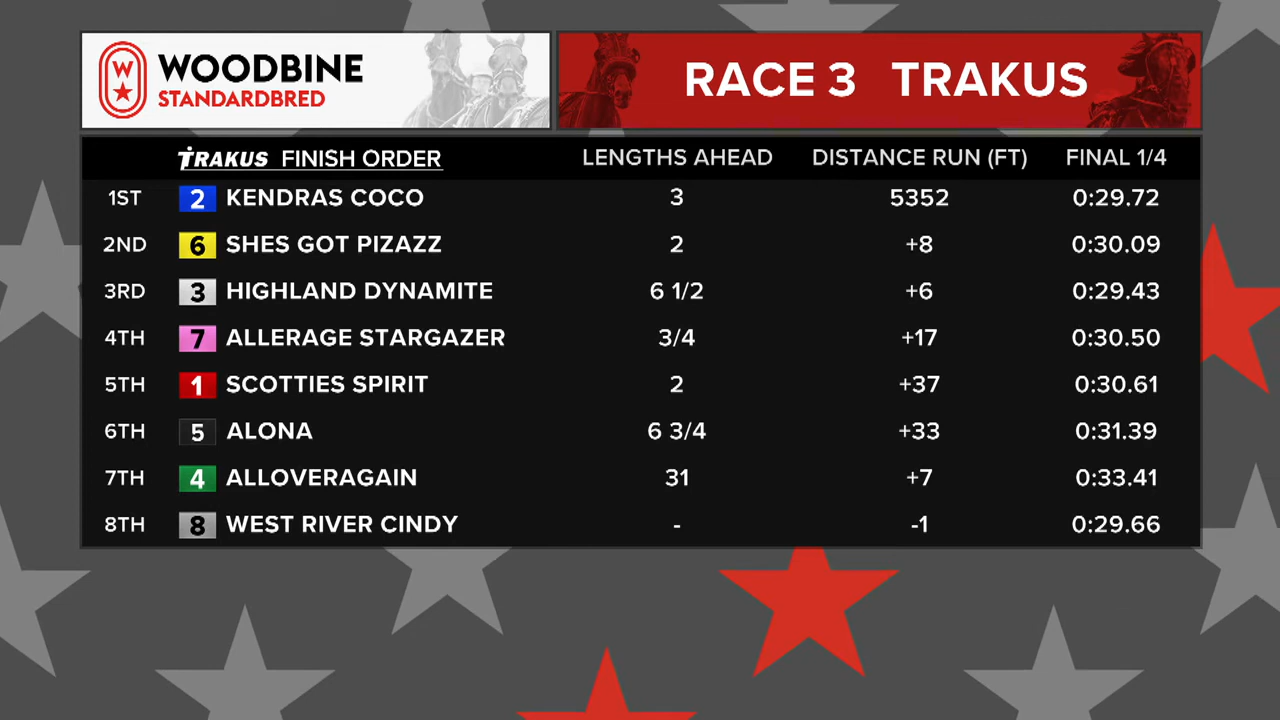 W
WOODBINE
STANDARDBRED
RACE 3 TRAKUS
TRAKUS FINISH ORDER LENGTHS AHEAD DISTANCE RUN (FT) FINAL 1/4
1ST 2 KENDRAS COCO 3 5352 0:29.72
2ND 6 SHES GOT PIZAZZ 2 +8 0:30.09
3RD 3 HIGHLAND DYNAMITE 6 1/2 +6 0:29.43
4TH 7 ALLERAGE STARGAZER 3/4 +17 0:30.50
5TH 1 SCOTTIES SPIRIT 2 +37 0:30.61
6TH 5 ALONA 6 3/4 +33 0:31.39
7TH 4 ALLOVERAGAIN 31 +7 0:33.41
8TH 8 WEST RIVER CINDY - -1 0:29.66